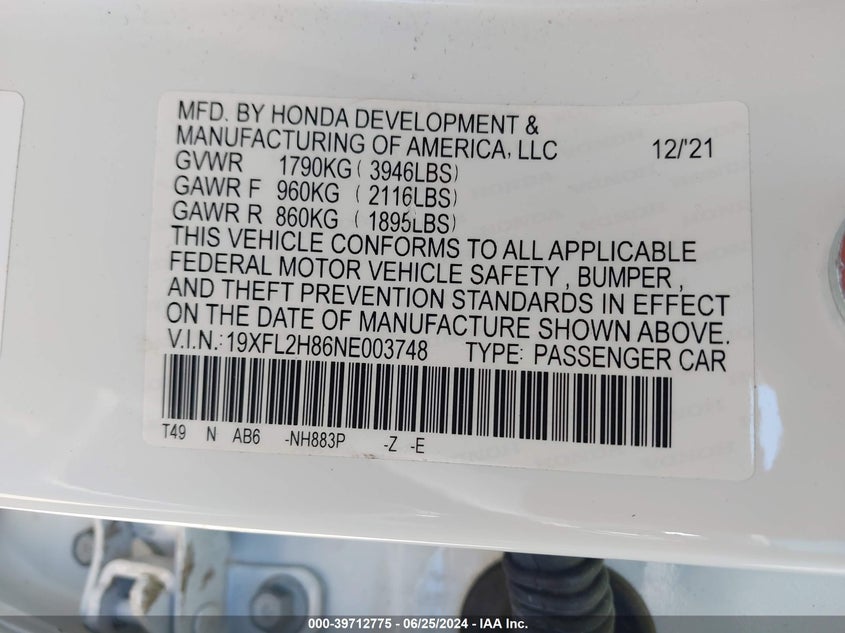 MFD. BY HONDA DEVELOPMENT &
MANUFACTURING OF AMERICA, LLC 12/'21
GVWR 1790KG ( 3946LBS)
GAWR F 960KG ( 2116LBS)
GAWR R 860KG ( 1895LBS)
THIS VEHICLE CONFORMS TO ALL APPLICABLE
FEDERAL MOTOR VEHICLE SAFETY , BUMPER ,
AND THEFT PREVENTION STANDARDS IN EFFECT
ON THE DATE OF MANUFACTURE SHOWN ABOVE.
V.I.N.: 19XFL2H86NE003748 TYPE: PASSENGER CAR
T49 N AB6 -NH883P -Z -E
© -IMAGE - COPYRIGHT (©) - 39712775 - 06/25/2024 - IAA Inc.